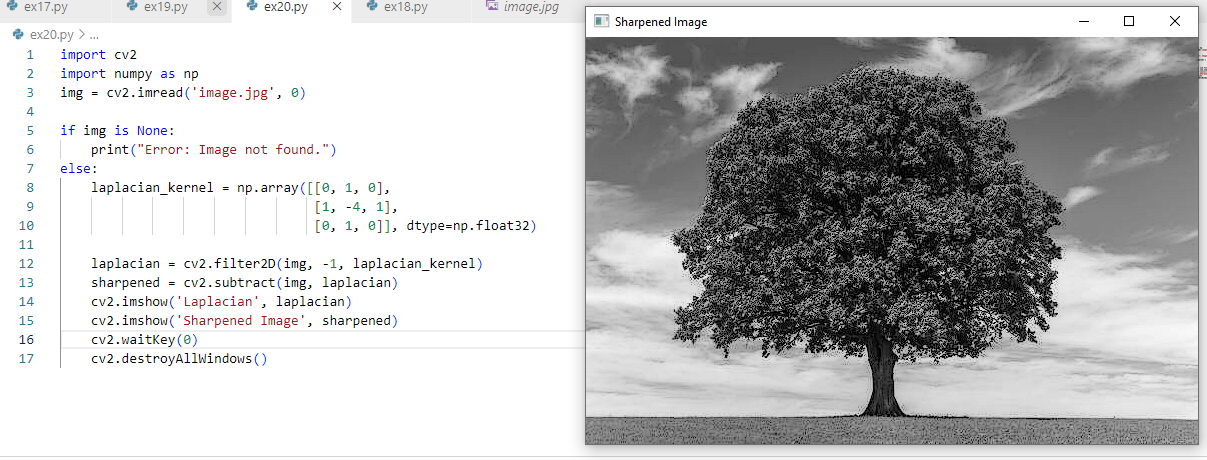 ex17.py ex19.py ex20.py ex18.py image.jpg
ex20.py > ...
1 import cv2
2 import numpy as np
3 img = cv2.imread('image.jpg', 0)
4
5 if img is None:
6     print("Error: Image not found.")
7 else:
8     laplacian_kernel = np.array([[0, 1, 0],
9                                  [1, -4, 1],
10                                  [0, 1, 0]], dtype=np.float32)
11
12     laplacian = cv2.filter2D(img, -1, laplacian_kernel)
13     sharpened = cv2.subtract(img, laplacian)
14     cv2.imshow('Laplacian', laplacian)
15     cv2.imshow('Sharpened Image', sharpened)
16     cv2.waitKey(0)
17     cv2.destroyAllWindows()
Sharpened Image